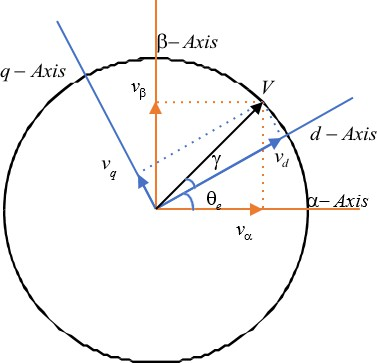 β–Axis
q–Axis
v_β
V
d–Axis
v_q
γ
v_d
θ_e
α–Axis
v_α